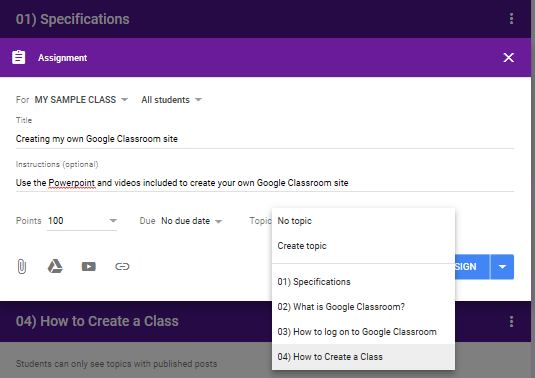 01) Specifications
Assignment
For MY SAMPLE CLASS All students
Title
Creating my own Google Classroom site
Instructions (optional)
Use the Powerpoint and videos included to create your own Google Classroom site
Points 100 Due No due date Topic
No topic
Create topic
SIGN
01) Specifications
02) What is Google Classroom?
03) How to log on to Google Classroom
04) How to Create a Class
04) How to Create a Class
Students can only see topics with published posts